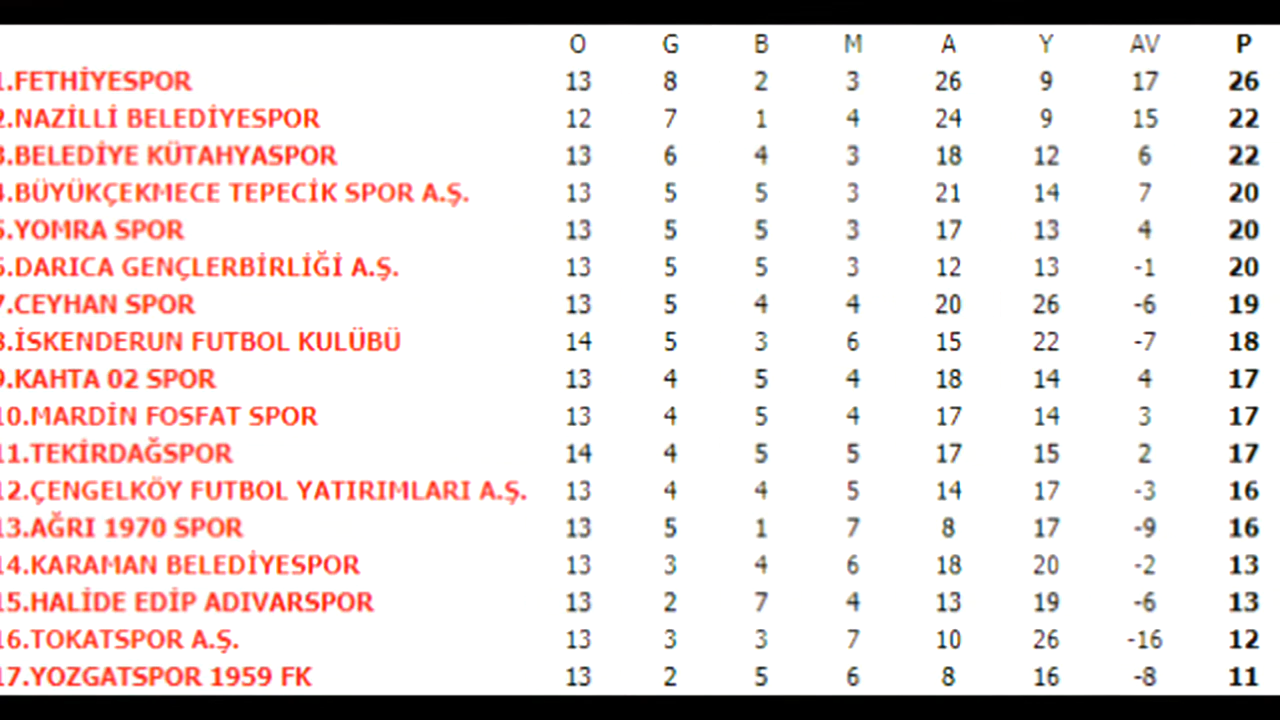 O G B M A Y AV P
1.FETHİYESPOR 13 8 2 3 26 9 17 26
2.NAZİLLİ BELEDİYESPOR 12 7 1 4 24 9 15 22
3.BELEDİYE KÜTAHYASPOR 13 6 4 3 18 12 6 22
4.BÜYÜKÇEKMECE TEPECİK SPOR A.Ş. 13 5 5 3 21 14 7 20
5.YOMRA SPOR 13 5 5 3 17 13 4 20
6.DARICA GENÇLERBİRLİĞİ A.Ş. 13 5 5 3 12 13 -1 20
7.CEYHAN SPOR 13 5 4 4 20 26 -6 19
8.İSKENDERUN FUTBOL KULÜBÜ 14 5 3 6 15 22 -7 18
9.KAHTA 02 SPOR 13 4 5 4 18 14 4 17
10.MARDİN FOSFAT SPOR 13 4 5 4 17 14 3 17
11.TEKİRDAĞSPOR 14 4 5 5 17 15 2 17
12.ÇENGELKÖY FUTBOL YATIRIMLARI A.Ş. 13 4 4 5 14 17 -3 16
13.AĞRI 1970 SPOR 13 5 1 7 8 17 -9 16
14.KARAMAN BELEDİYESPOR 13 3 4 6 18 20 -2 13
15.HALİDE EDİP ADIVARSPOR 13 2 7 4 13 19 -6 13
16.TOKATSPOR A.Ş. 13 3 3 7 10 26 -16 12
17.YOZGATSPOR 1959 FK 13 2 5 6 8 16 -8 11